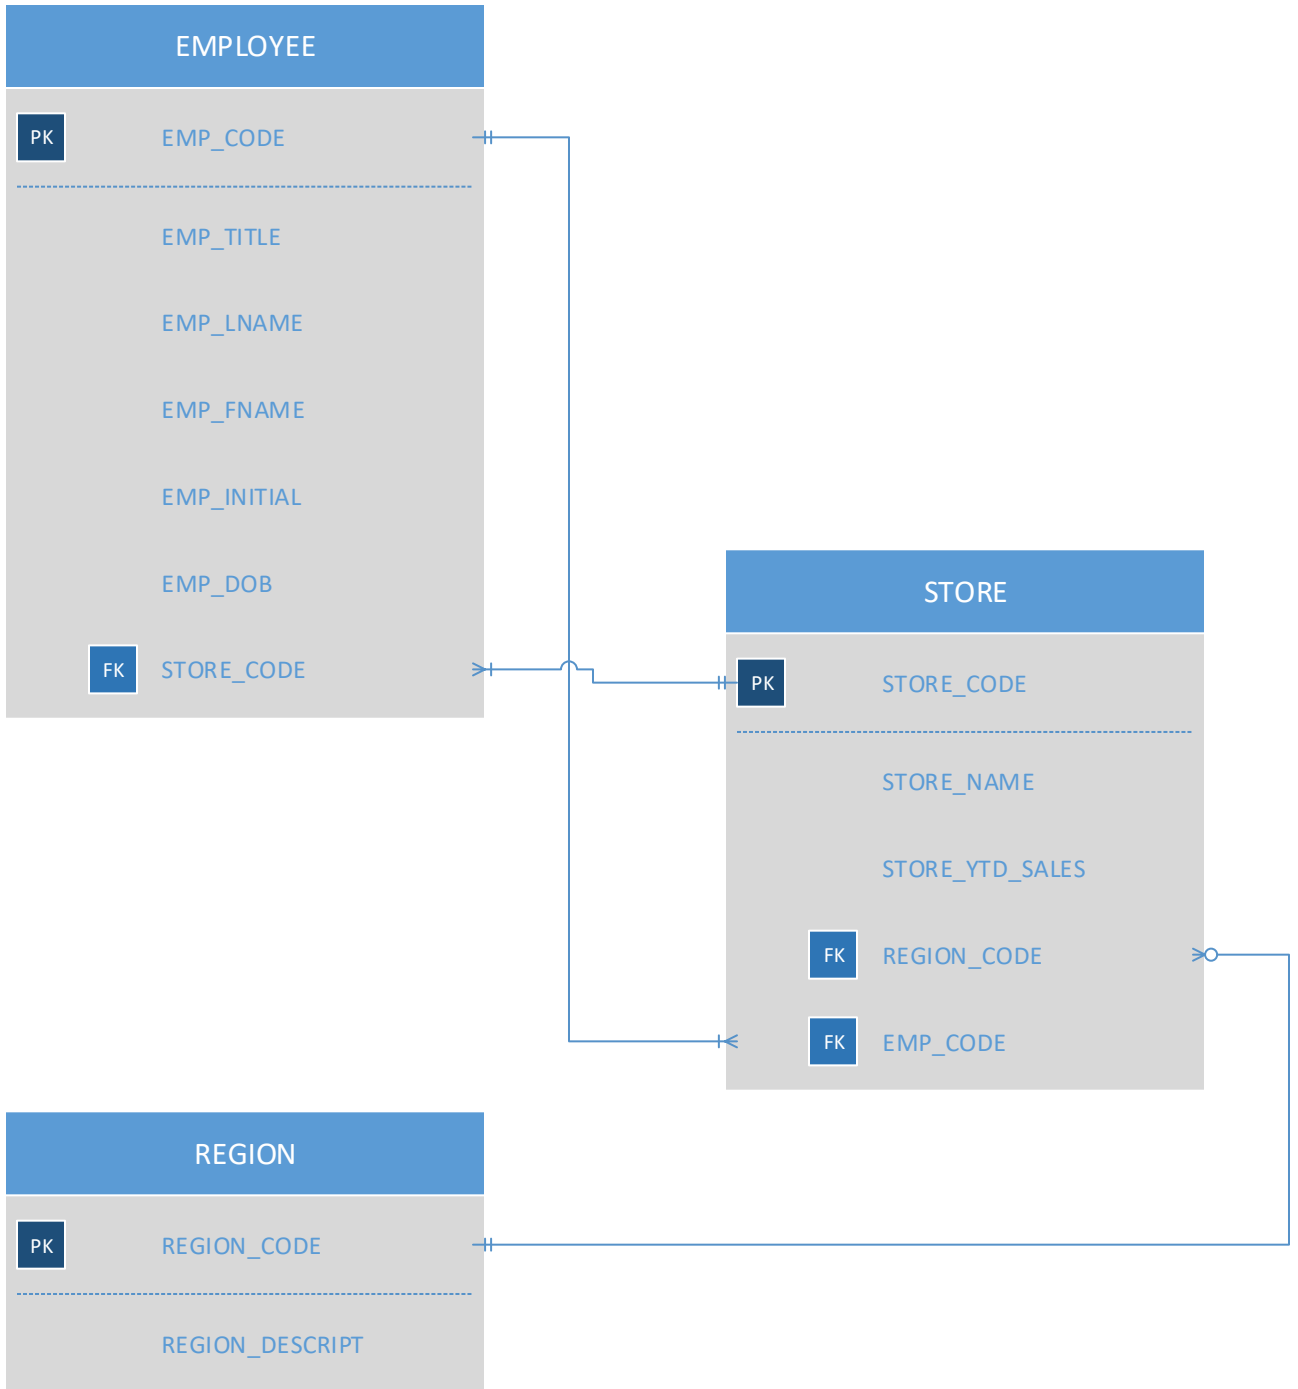 EMPLOYEE
PK EMP_CODE
EMP_TITLE
EMP_LNAME
EMP_FNAME
EMP_INITIAL
EMP_DOB
FK STORE_CODE
STORE
PK STORE_CODE
STORE_NAME
STORE_YTD_SALES
FK REGION_CODE
FK EMP_CODE
REGION
PK REGION_CODE
REGION_DESCRIPT